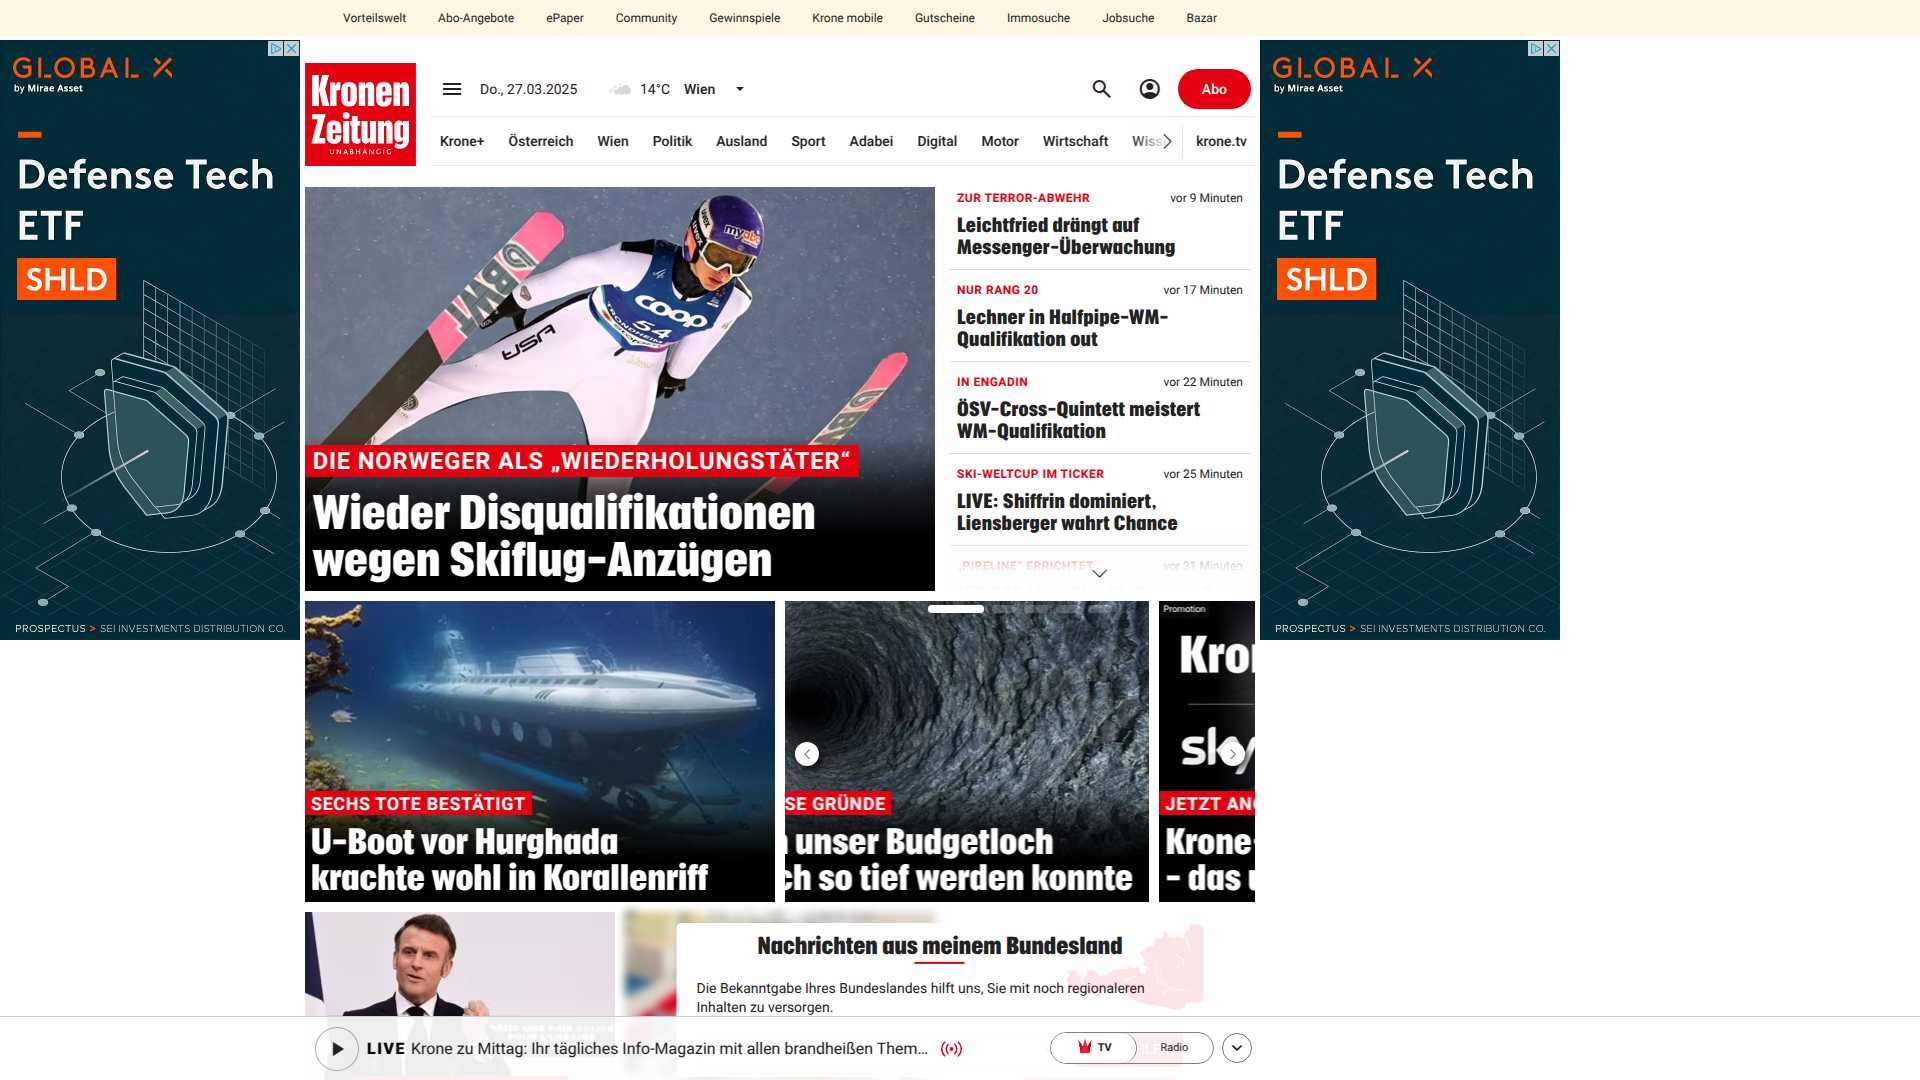 Vorteilswelt Abo-Angebote ePaper Community Gewinnspiele Krone mobile Gutscheine Immosuche Jobsuche Bazar
GLOBAL X
by Mirae Asset
Defense Tech
ETF
SHLD
PROSPECTUS > SEI INVESTMENTS DISTRIBUTION CO.
Kronen
Zeitung
UNABHÄNGIG
Do., 27.03.2025 14°C Wien
Abo
Krone+ Österreich Wien Politik Ausland Sport Adabei Digital Motor Wirtschaft Wiss krone.tv
uvex
myabo
GBWT
coop
54
TRONDHEIM
USA
DIE NORWEGER ALS „WIEDERHOLUNGSTÄTER“
Wieder Disqualifikationen
wegen Skiflug-Anzügen
ZUR TERROR-ABWEHR vor 9 Minuten
Leichtfried drängt auf
Messenger-Überwachung
NUR RANG 20 vor 17 Minuten
Lechner in Halfpipe-WM-
Qualifikation out
IN ENGADIN vor 22 Minuten
ÖSV-Cross-Quintett meistert
WM-Qualifikation
SKI-WELTCUP IM TICKER vor 25 Minuten
LIVE: Shiffrin dominiert,
Liensberger wahrt Chance
„PIPELINE“ ERRICHTET vor 31 Minuten
GLOBAL X
by Mirae Asset
Defense Tech
ETF
SHLD
PROSPECTUS > SEI INVESTMENTS DISTRIBUTION CO.
SECHS TOTE BESTÄTIGT
U-Boot vor Hurghada
krachte wohl in Korallenriff
SE GRÜNDE
unser Budgetloch
ch so tief werden konnte
Promotion
Kro
sky
JETZT AN
Krone-
- das
Nachrichten aus meinem Bundesland
Die Bekanntgabe Ihres Bundeslandes hilft uns, Sie mit noch regionaleren
Inhalten zu versorgen.
LIVE Krone zu Mittag: Ihr tägliches Info-Magazin mit allen brandheißen Them...
TV Radio